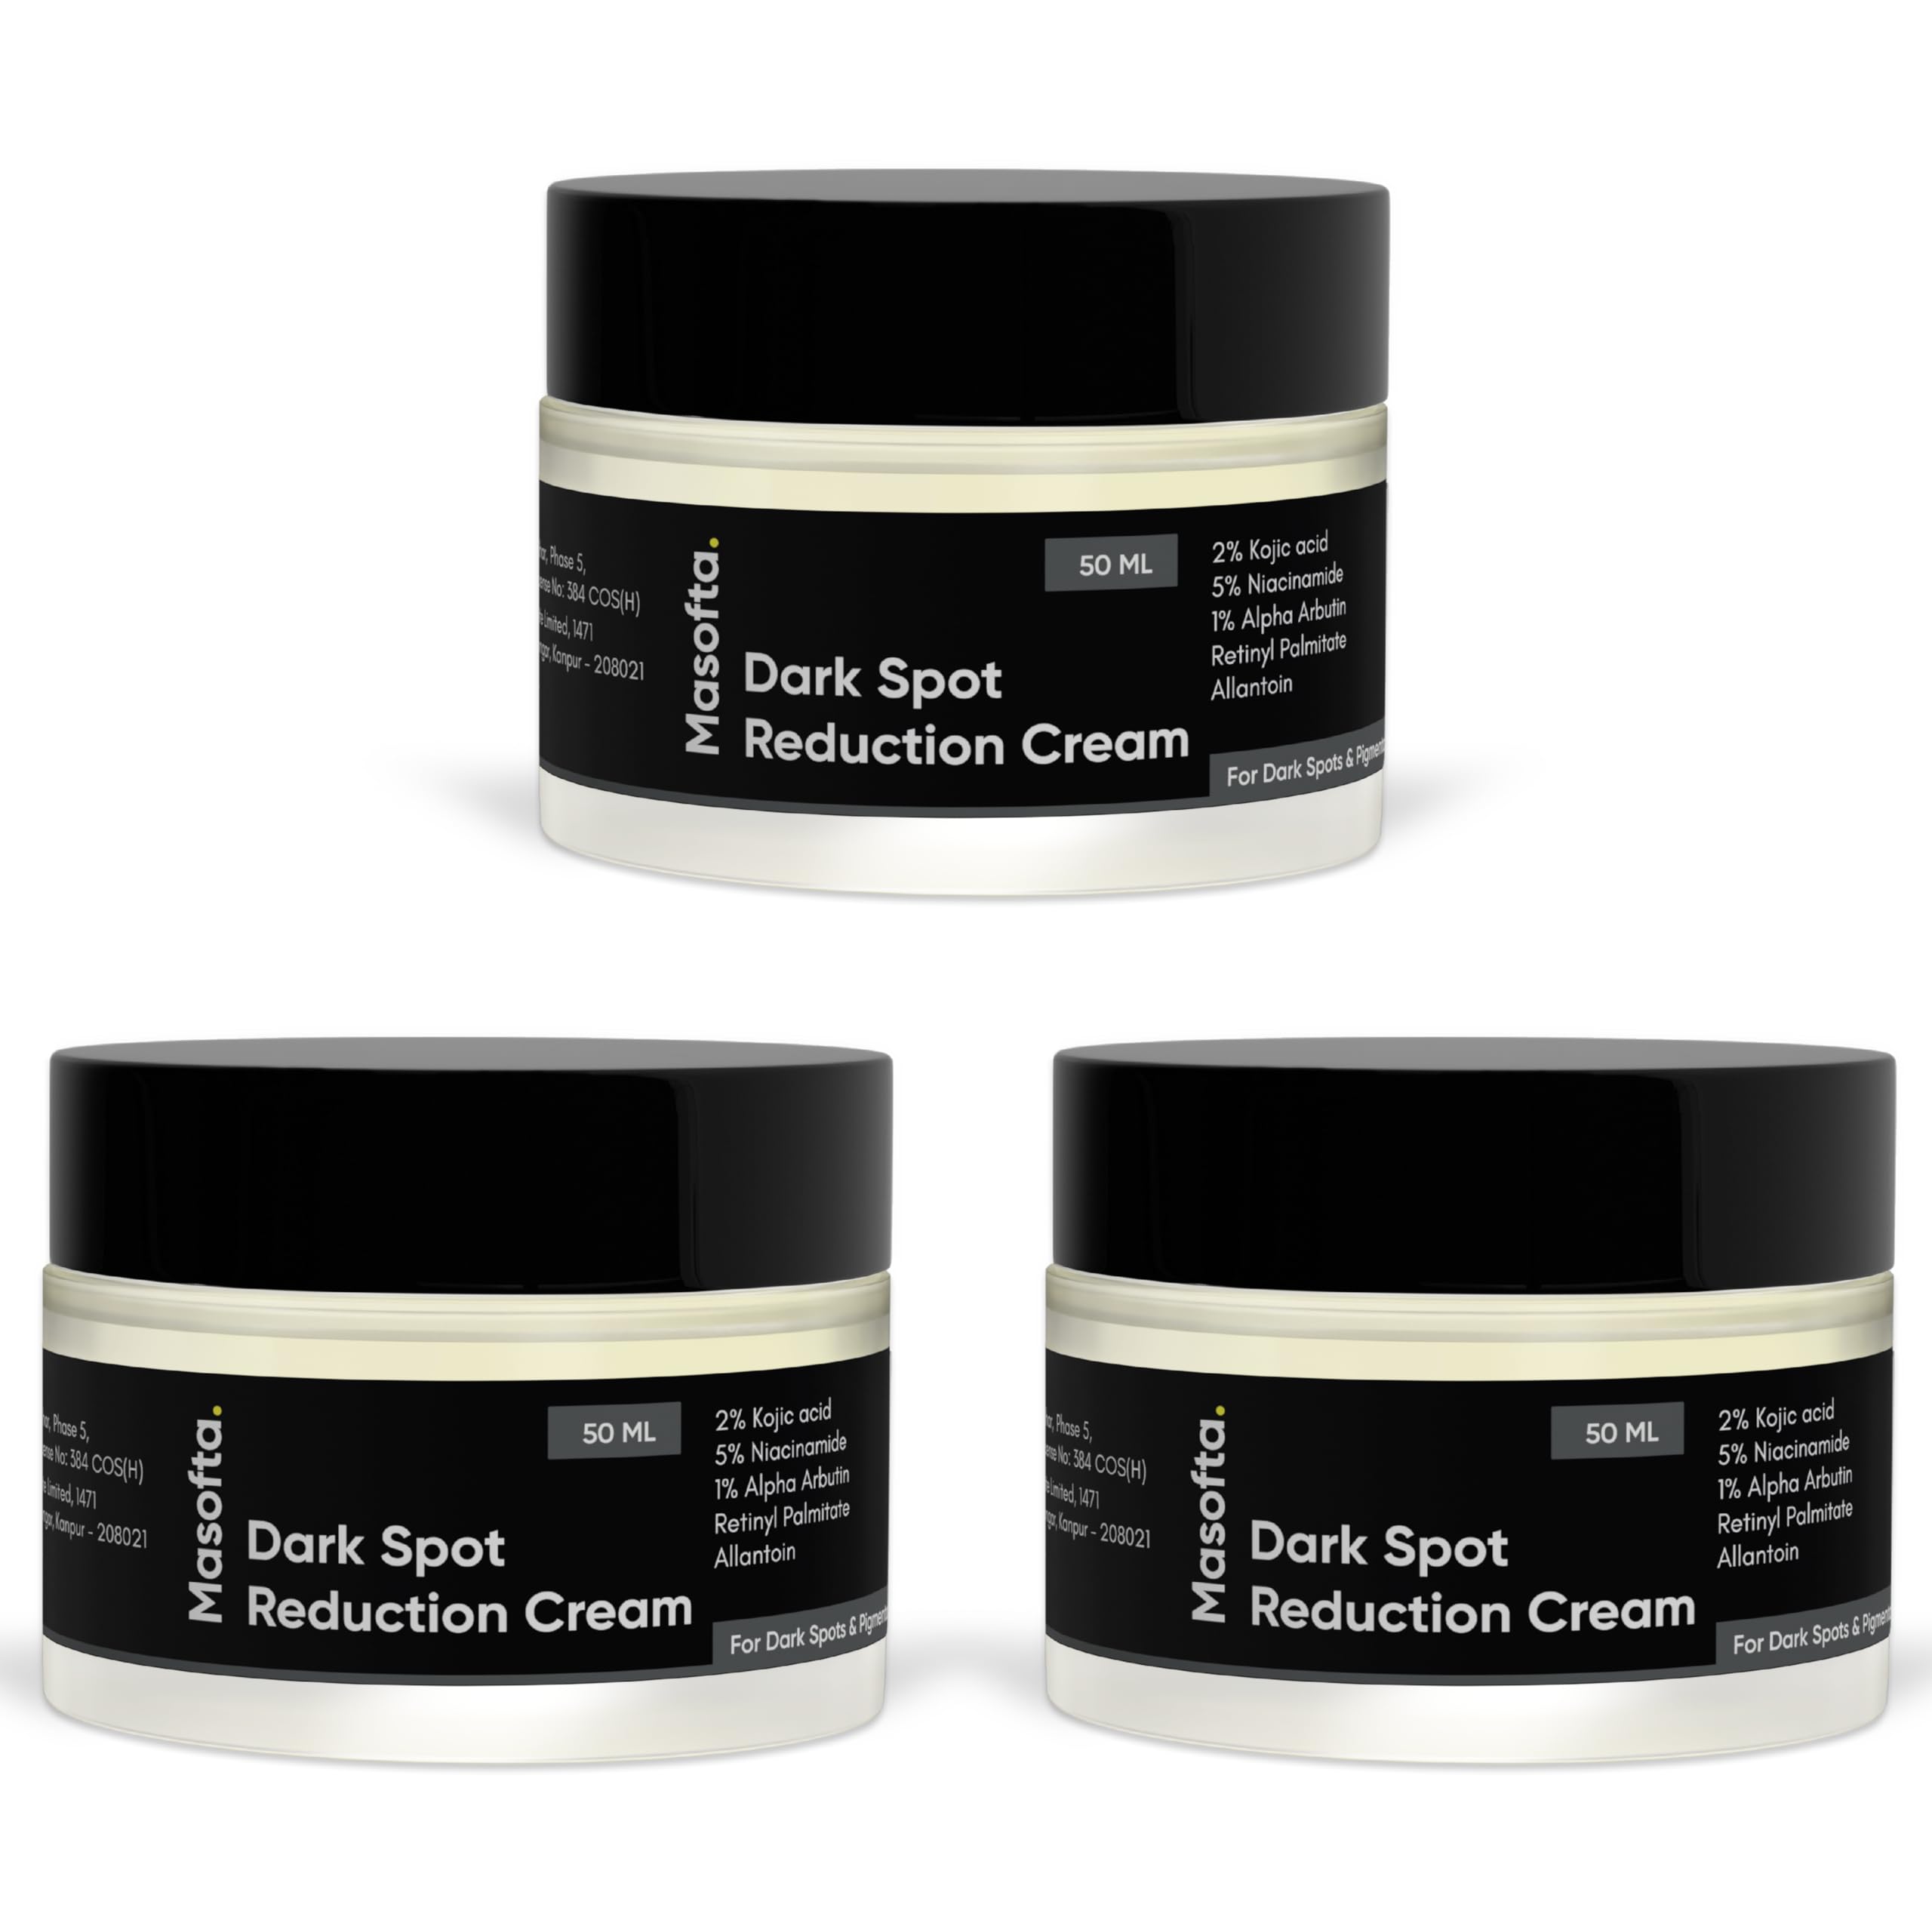 Phase 5,
No: 384 COS(H)
Limited, 1471
Kanpur - 208021
Masofta.
50 ML
Dark Spot
Reduction Cream
2% Kojic acid
5% Niacinamide
1% Alpha Arbutin
Retinyl Palmitate
Allantoin
For Dark Spots &
Phase 5,
No: 384 COS(H)
Limited, 1471
Kanpur - 208021
Masofta.
50 ML
Dark Spot
Reduction Cream
2% Kojic acid
5% Niacinamide
1% Alpha Arbutin
Retinyl Palmitate
Allantoin
For Dark Spots &
Phase 5,
No: 384 COS(H)
Limited, 1471
Kanpur - 208021
Masofta.
50 ML
Dark Spot
Reduction Cream
2% Kojic acid
5% Niacinamide
1% Alpha Arbutin
Retinyl Palmitate
Allantoin
For Dark Spots &